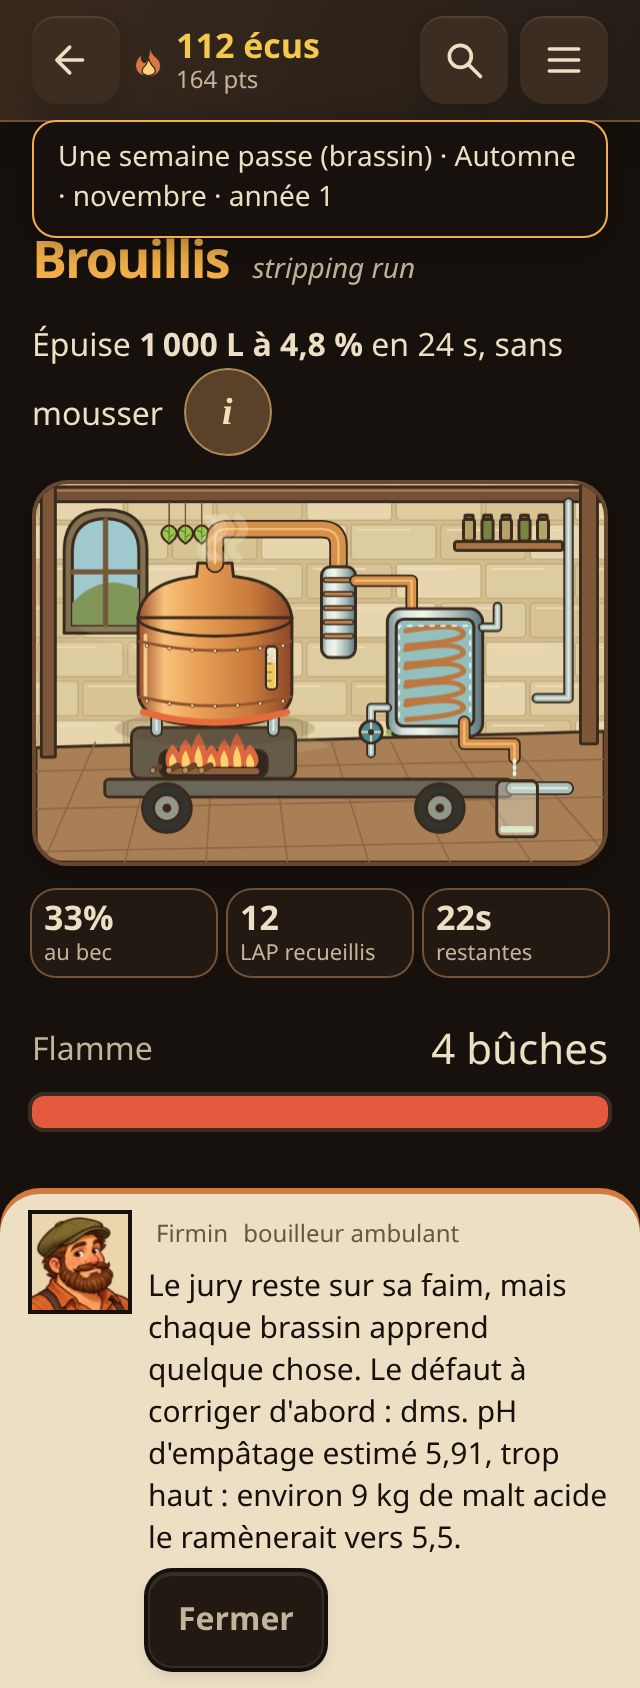 112 écus
164 pts
Une semaine passe (brassin) · Automne
· novembre · année 1
Brouillis stripping run
Épuise 1 000 L à 4,8 % en 24 s, sans
mousser i
33%
au bec
12
LAP recueillis
22s
restantes
Flamme 4 bûches
Firmin bouilleur ambulant
Le jury reste sur sa faim, mais
chaque brassin apprend
quelque chose. Le défaut à
corriger d'abord : dms. pH
d'empâtage estimé 5,91, trop
haut : environ 9 kg de malt acide
le ramènerait vers 5,5.
Fermer